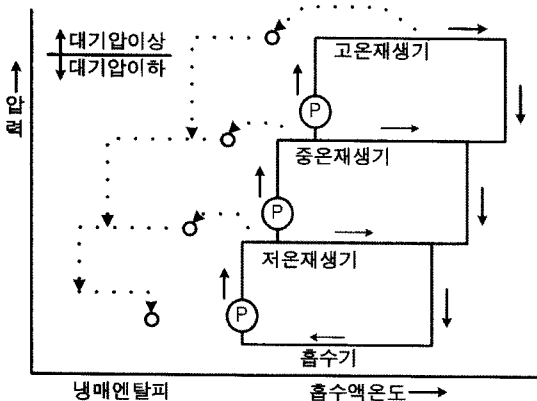 대기압이상
대기압이하
압력
고온재생기
P
중온재생기
P
저온재생기
P
흡수기
냉매엔탈피
흡수액온도